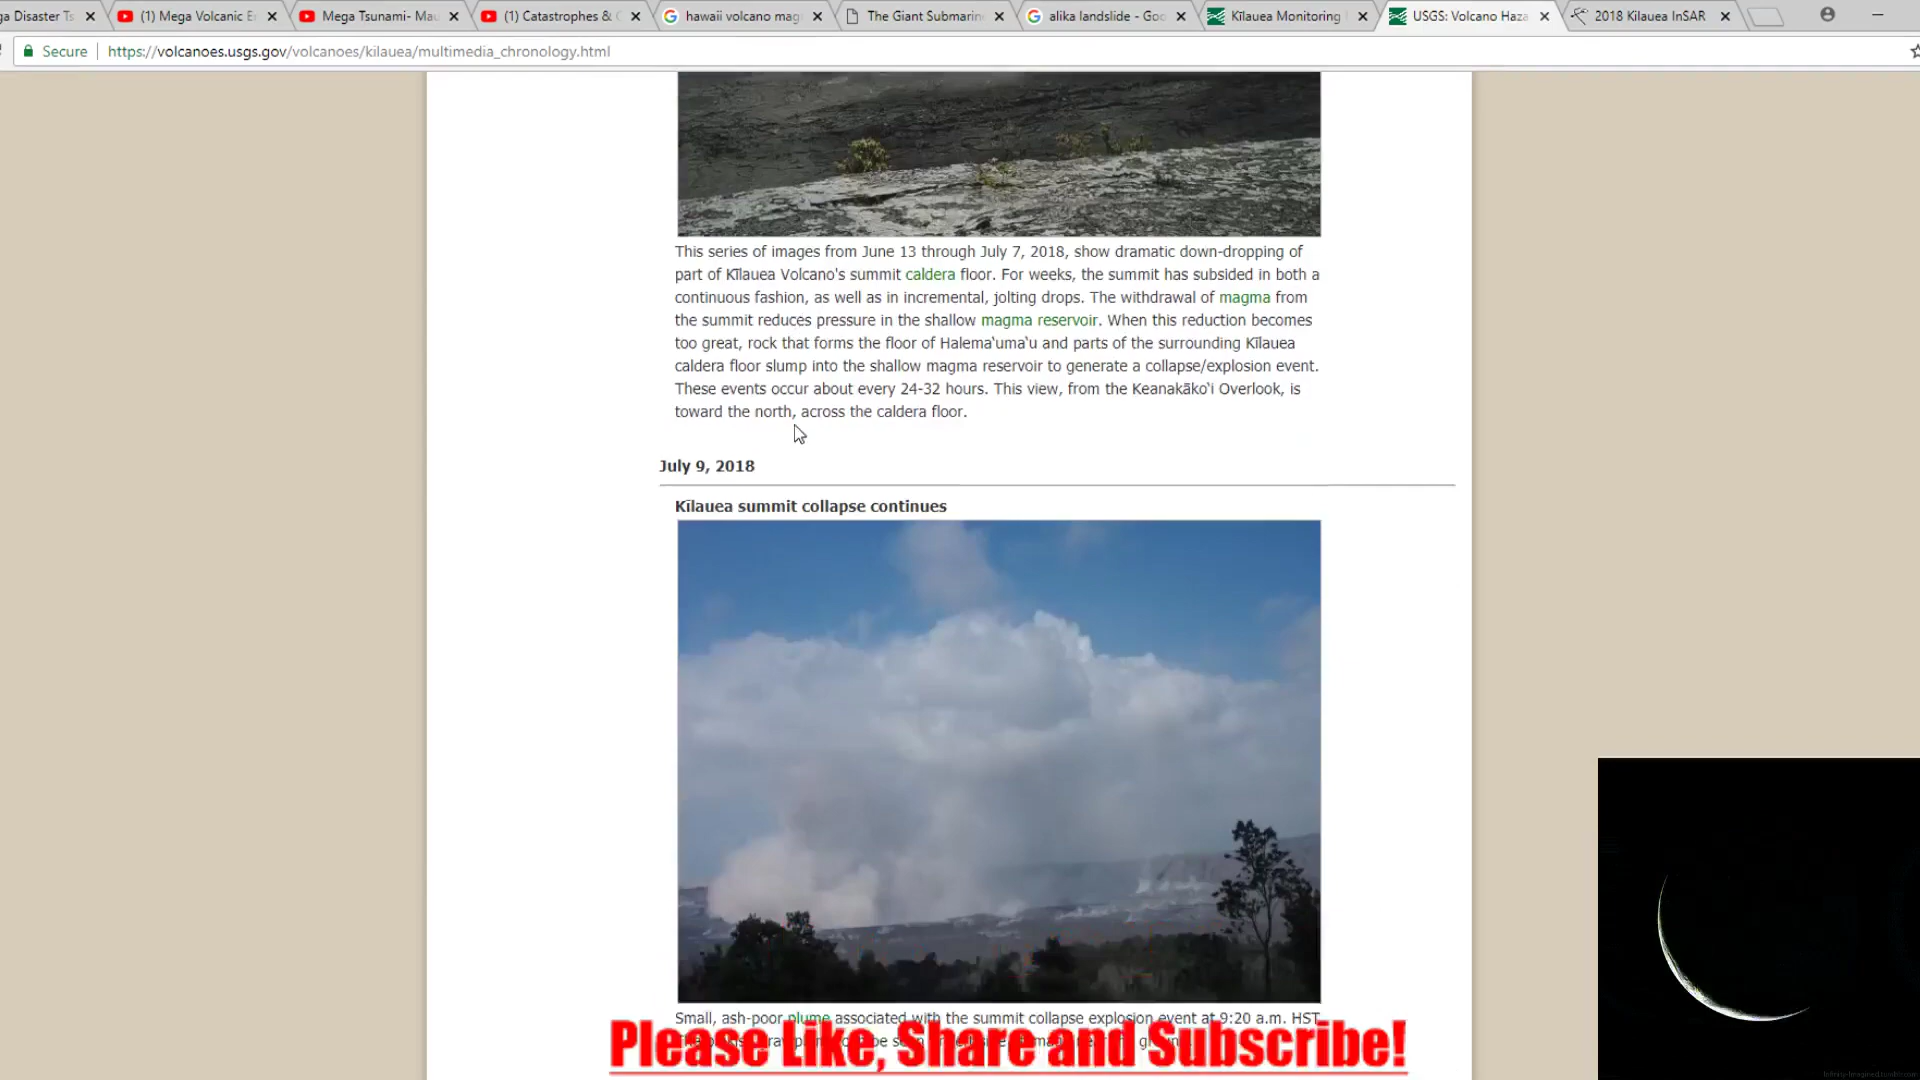 a Disaster Ts
(1) Mega Volcanic E
Mega Tsunami- Mau
(1) Catastrophes & C
hawaii volcano mag
The Giant Submarin
alika landslide - Goo
Kīlauea Monitoring
USGS: Volcano Haza
2018 Kilauea InSAR
Secure https://volcanoes.usgs.gov/volcanoes/kilauea/multimedia_chronology.html
This series of images from June 13 through July 7, 2018, show dramatic down-dropping of
part of Kīlauea Volcano's summit caldera floor. For weeks, the summit has subsided in both a
continuous fashion, as well as in incremental, jolting drops. The withdrawal of magma from
the summit reduces pressure in the shallow magma reservoir. When this reduction becomes
too great, rock that forms the floor of Halema‘uma‘u and parts of the surrounding Kīlauea
caldera floor slump into the shallow magma reservoir to generate a collapse/explosion event.
These events occur about every 24-32 hours. This view, from the Keanakāko‘i Overlook, is
toward the north, across the caldera floor.
July 9, 2018
Kīlauea summit collapse continues
Small, ash-poor plume associated with the summit collapse explosion event at 9:20 a.m. HST
Please Like, Share and Subscribe!